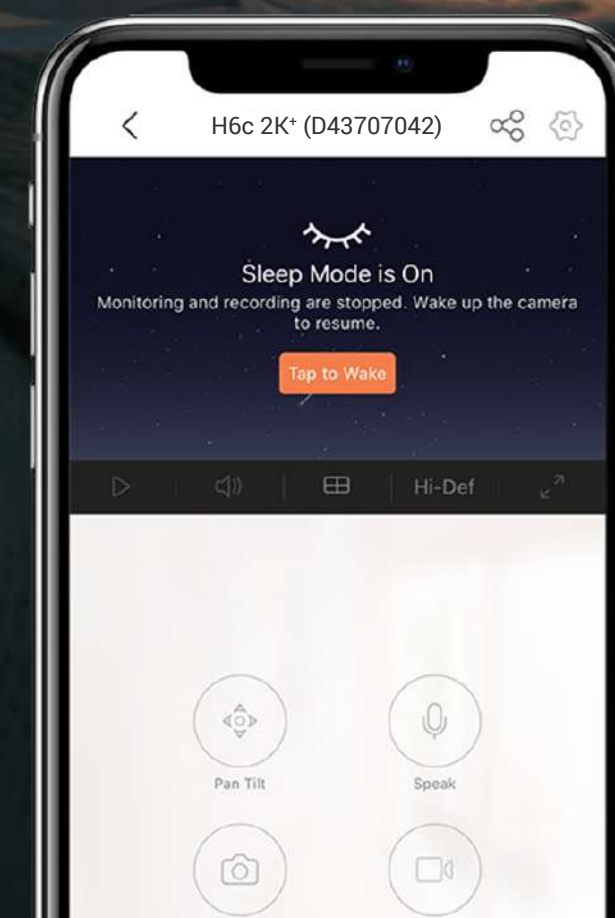 H6c 2K⁺ (D43707042)
Sleep Mode is On
Monitoring and recording are stopped. Wake up the camera
to resume.
Tap to Wake
Hi-Def
Pan Tilt
Speak